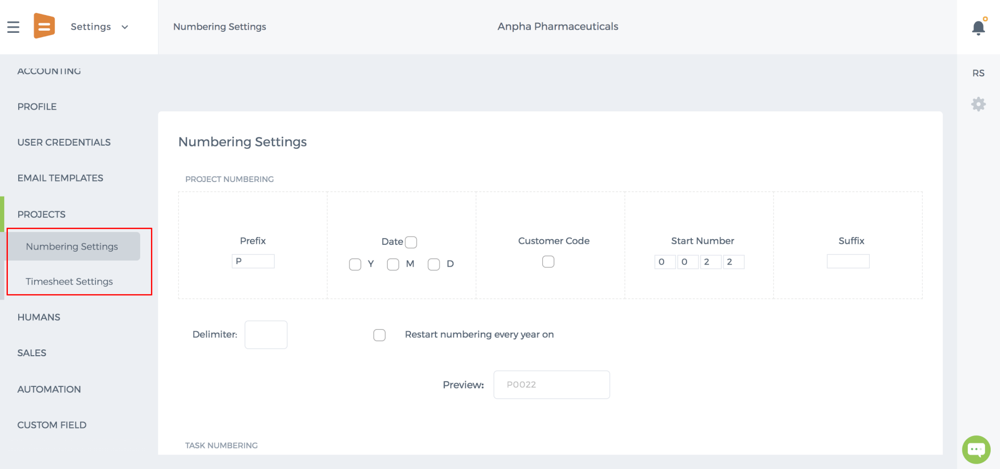 Settings
Numbering Settings
Anpha Pharmaceuticals
ACCOUNTING
RS
PROFILE
USER CREDENTIALS
EMAIL TEMPLATES
PROJECTS
Numbering Settings
Timesheet Settings
HUMANS
SALES
AUTOMATION
CUSTOM FIELD
Numbering Settings
PROJECT NUMBERING
Prefix
P
Date
Y M D
Customer Code
Start Number
0 0 2 2
Suffix
Delimiter:
Restart numbering every year on
Preview: P0022
TASK NUMBERING